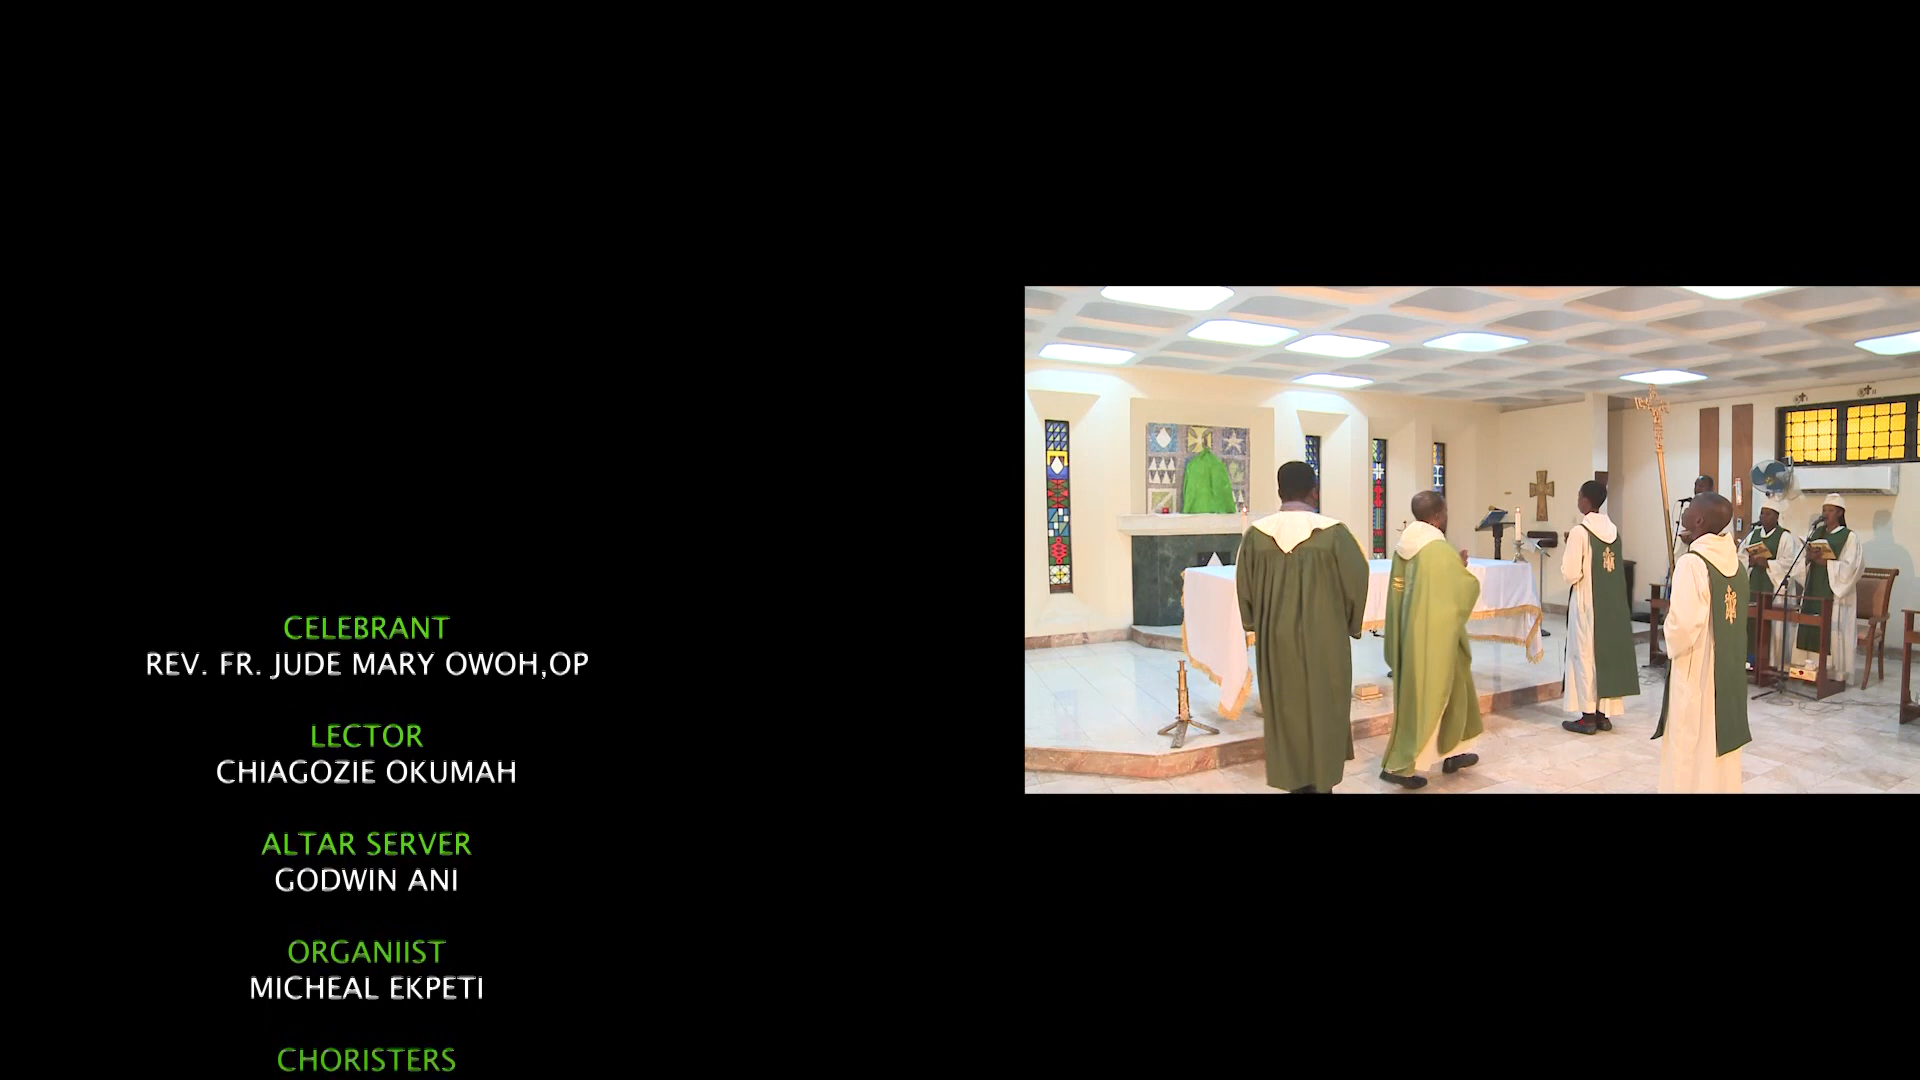 CELEBRANT
REV. FR. JUDE MARY OWOH,OP
LECTOR
CHIAGOZIE OKUMAH
ALTAR SERVER
GODWIN ANI
ORGANIIST
MICHEAL EKPETI
CHORISTERS